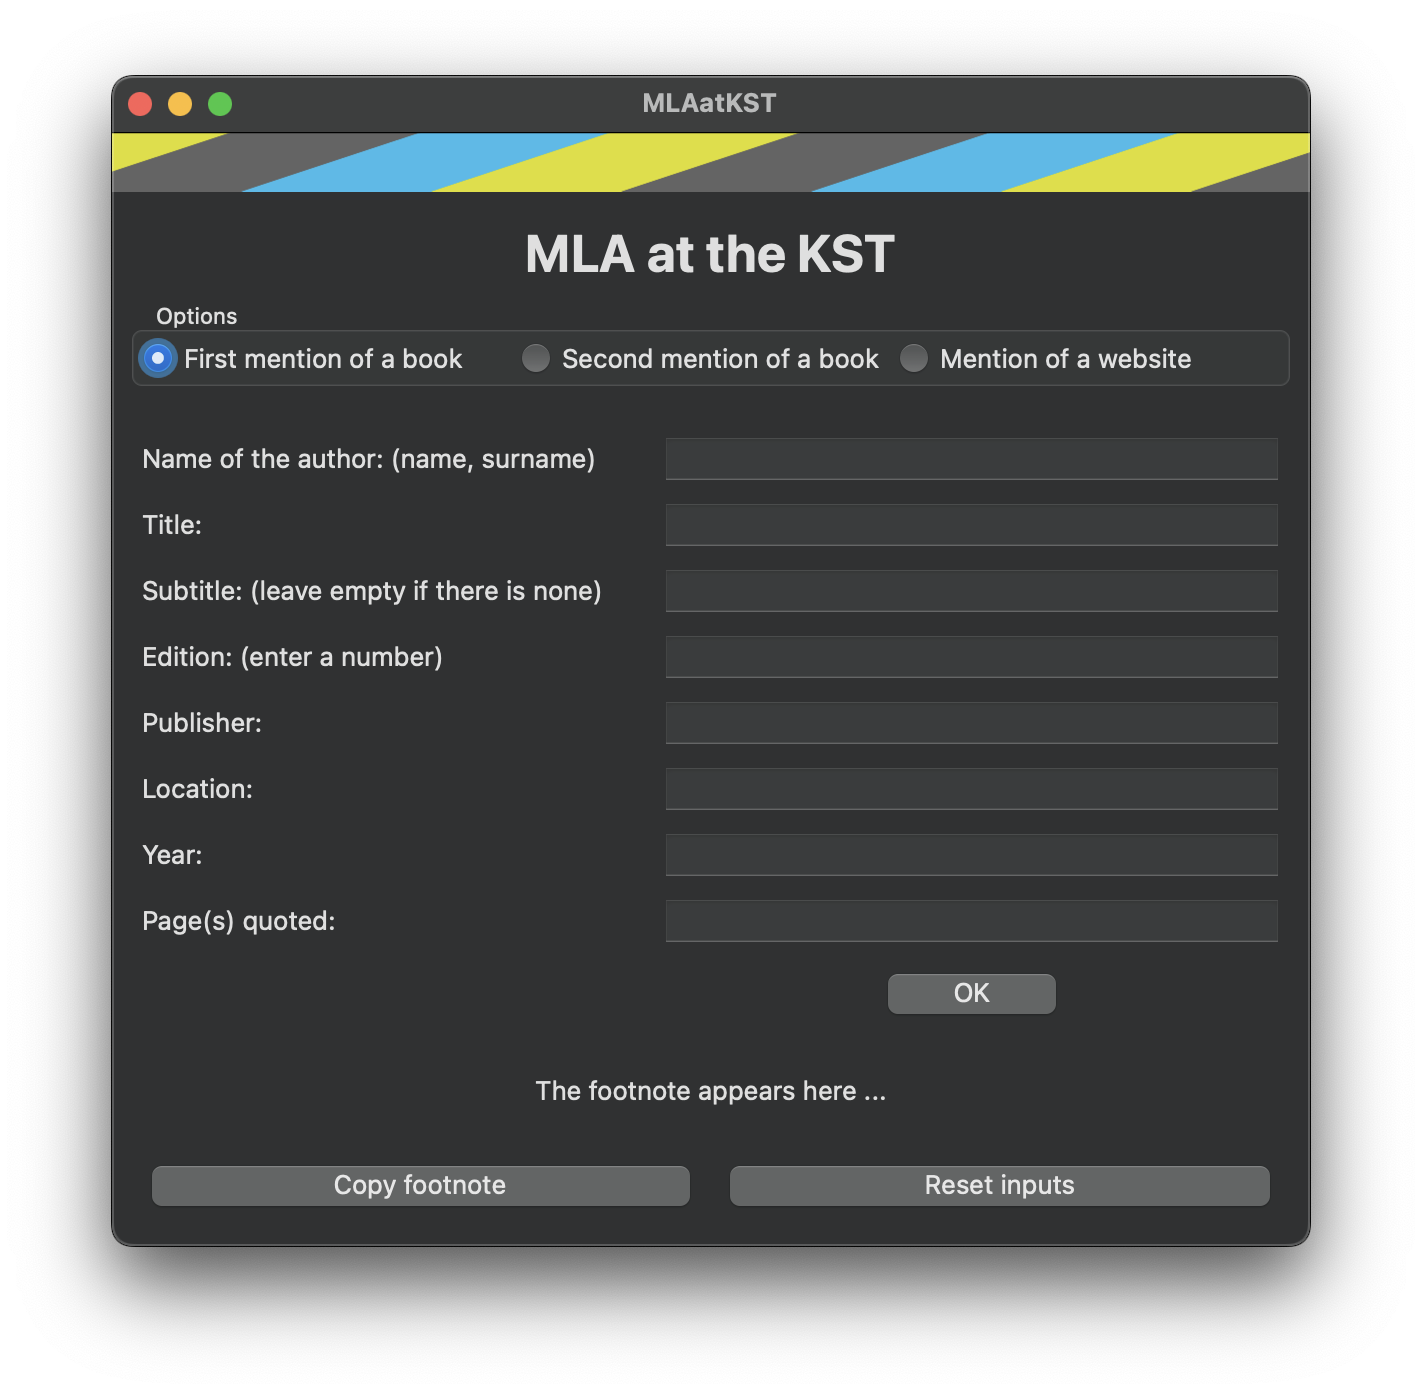 MLAatKST
MLA at the KST
Options
First mention of a book Second mention of a book Mention of a website
Name of the author: (name, surname)
Title:
Subtitle: (leave empty if there is none)
Edition: (enter a number)
Publisher:
Location:
Year:
Page(s) quoted:
OK
The footnote appears here ...
Copy footnote Reset inputs